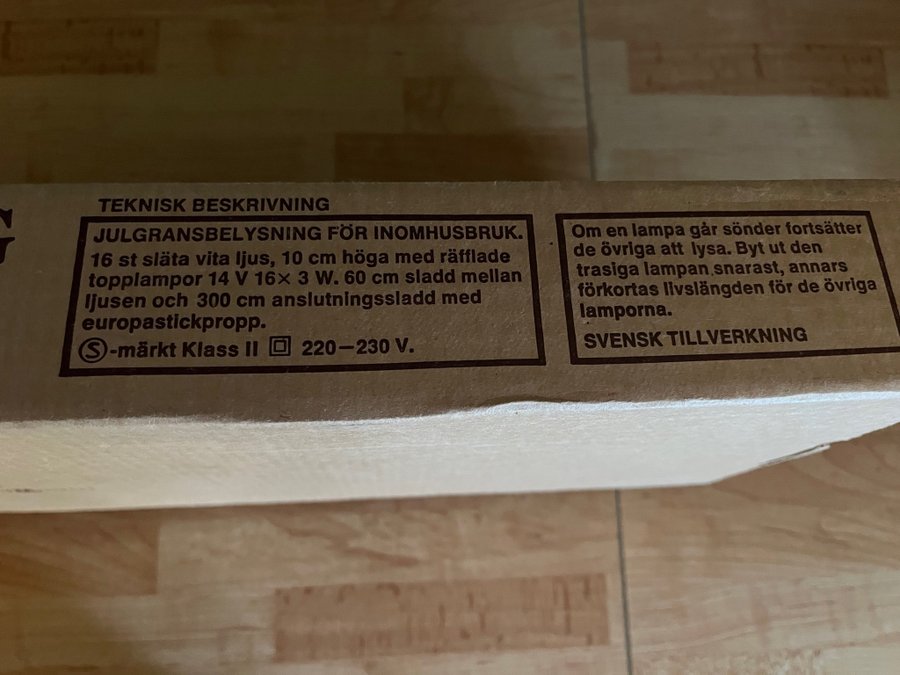 G
TEKNISK BESKRIVNING
JULGRANSBELYSNING FÖR INOMHUSBRUK.
16 st släta vita ljus, 10 cm höga med räfflade
topplampor 14 V 16× 3 W. 60 cm sladd mellan
ljusen och 300 cm anslutningssladd med
europastickpropp.
Ⓢ-märkt Klass II 220–230 V.
Om en lampa går sönder fortsätter
de övriga att lysa. Byt ut den
trasiga lampan snarast, annars
förkortas livslängden för de övriga
lamporna.
SVENSK TILLVERKNING